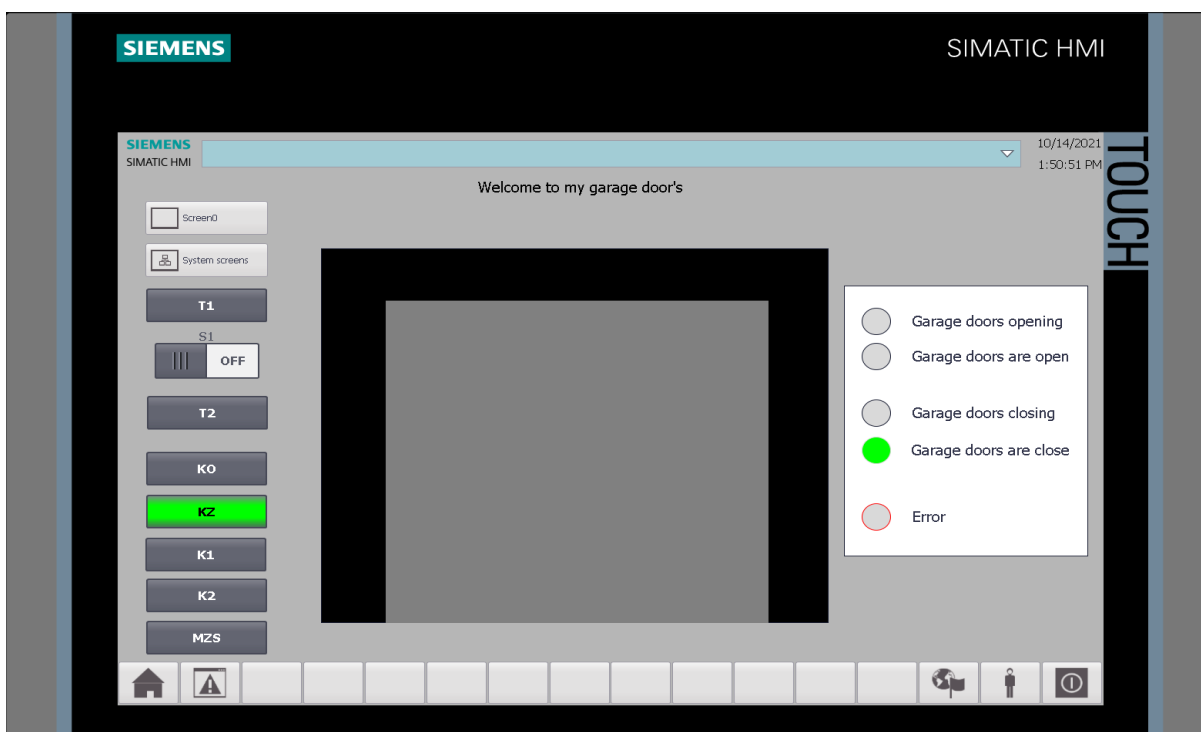 SIEMENS
SIMATIC HMI
SIEMENS
SIMATIC HMI
10/14/2021
1:50:51 PM
TOUCH
Welcome to my garage door's
Screen0
System screens
T1
S1
OFF
T2
KO
KZ
K1
K2
MZS
Garage doors opening
Garage doors are open
Garage doors closing
Garage doors are close
Error